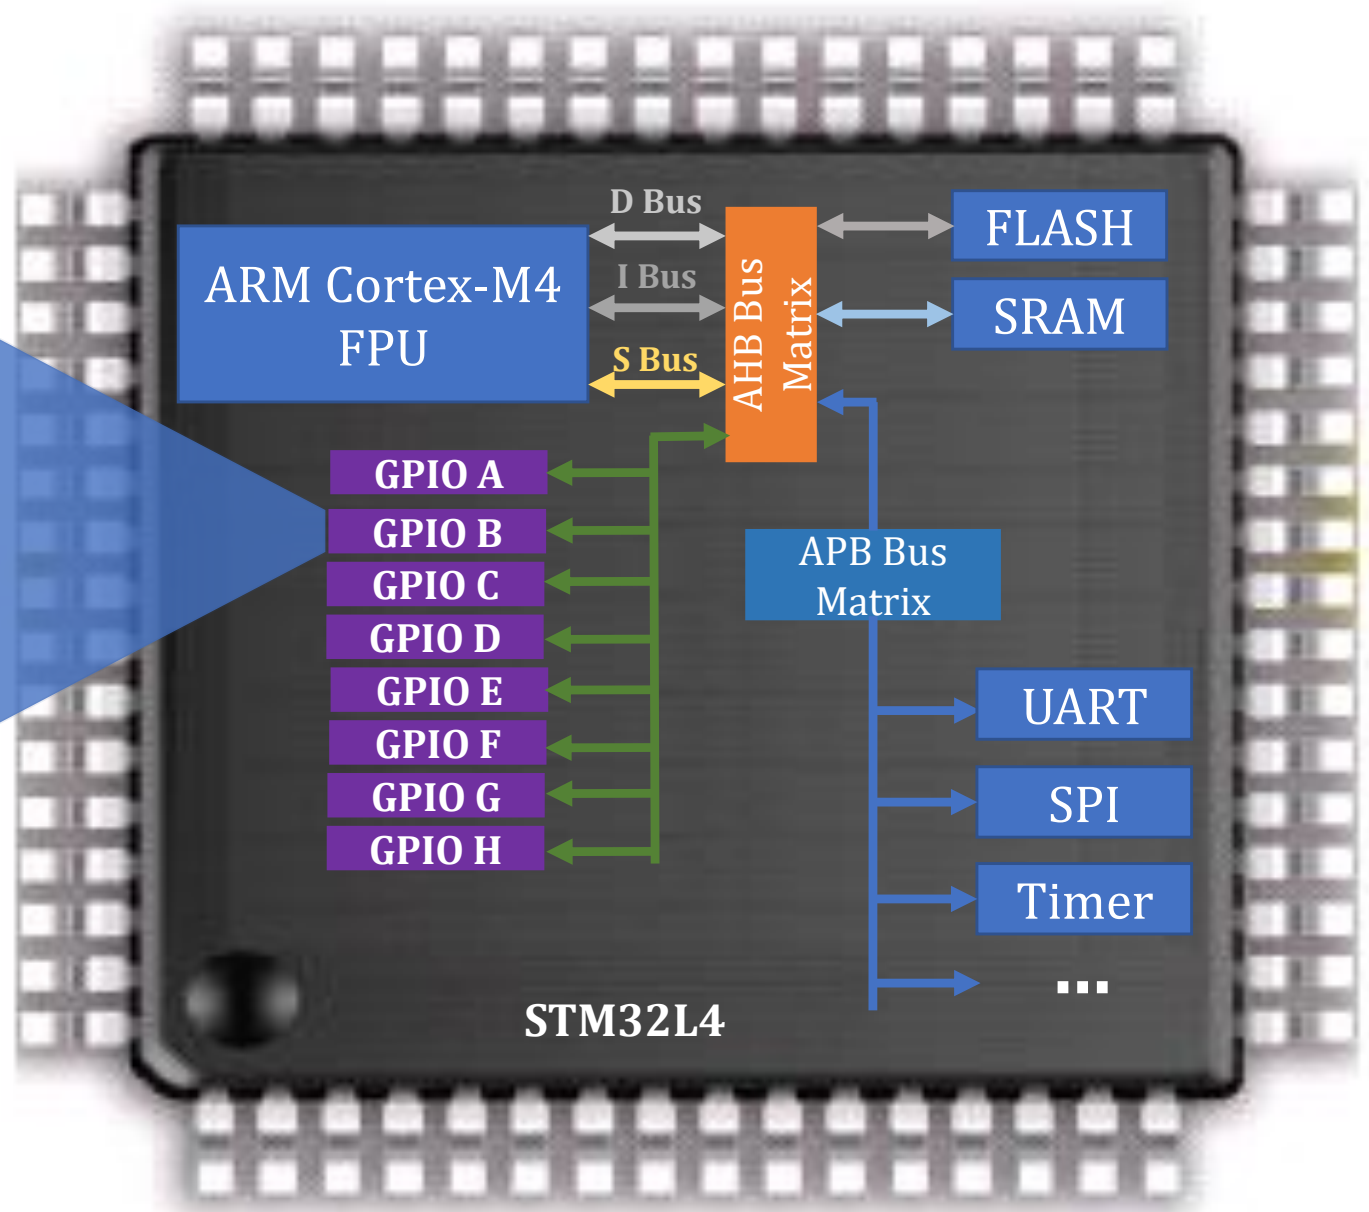 D Bus
I Bus
S Bus
ARM Cortex-M4
FPU
AHB Bus
Matrix
FLASH
SRAM
GPIO A
GPIO B
GPIO C
GPIO D
GPIO E
GPIO F
GPIO G
GPIO H
APB Bus
Matrix
UART
SPI
Timer
...
STM32L4